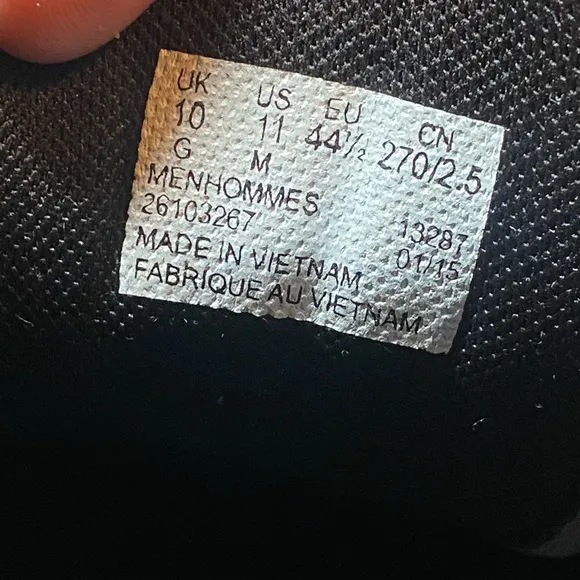 UK US EU CN
10 11 44½ 270/2.5
G M
MENHOMMES 13287
26103267 01/15
MADE IN VIETNAM
FABRIQUE AU VIETNAM